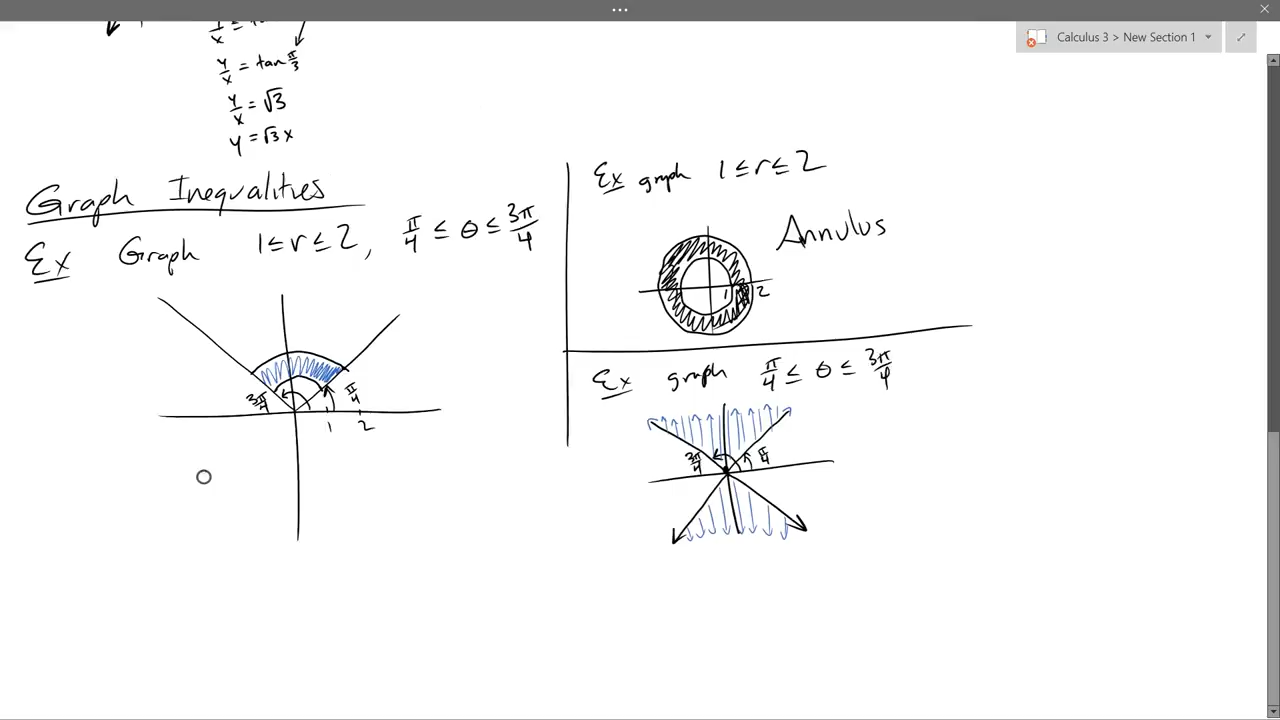 Calculus 3 > New Section 1
y/x = tan π/3
y/x = √3
y = √3 x
Graph Inequalities
Ex Graph 1 ≤ r ≤ 2, π/4 ≤ θ ≤ 3π/4
3π/4 π/4
1 2
Ex graph 1 ≤ r ≤ 2
Annulus
1 2
Ex graph π/4 ≤ θ ≤ 3π/4
3π/4 π/4